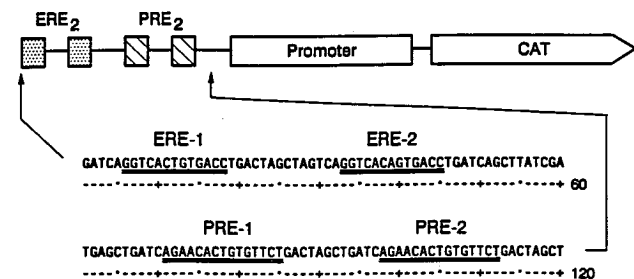 ERE2 PRE2
Promoter CAT
ERE-1 ERE-2
GATCAGGTCACTGTGACCTGACTAGCTAGTCAGGTCACAGTGACCTGATCAGCTTATCGA
---------+---------+---------+---------+---------+---------+ 60
PRE-1 PRE-2
TGAGCTGATCAGAACACTGTGTTCTGACTAGCTGATCAGAACACTGTGTTCTGACTAGCT
---------+---------+---------+---------+---------+---------+ 120